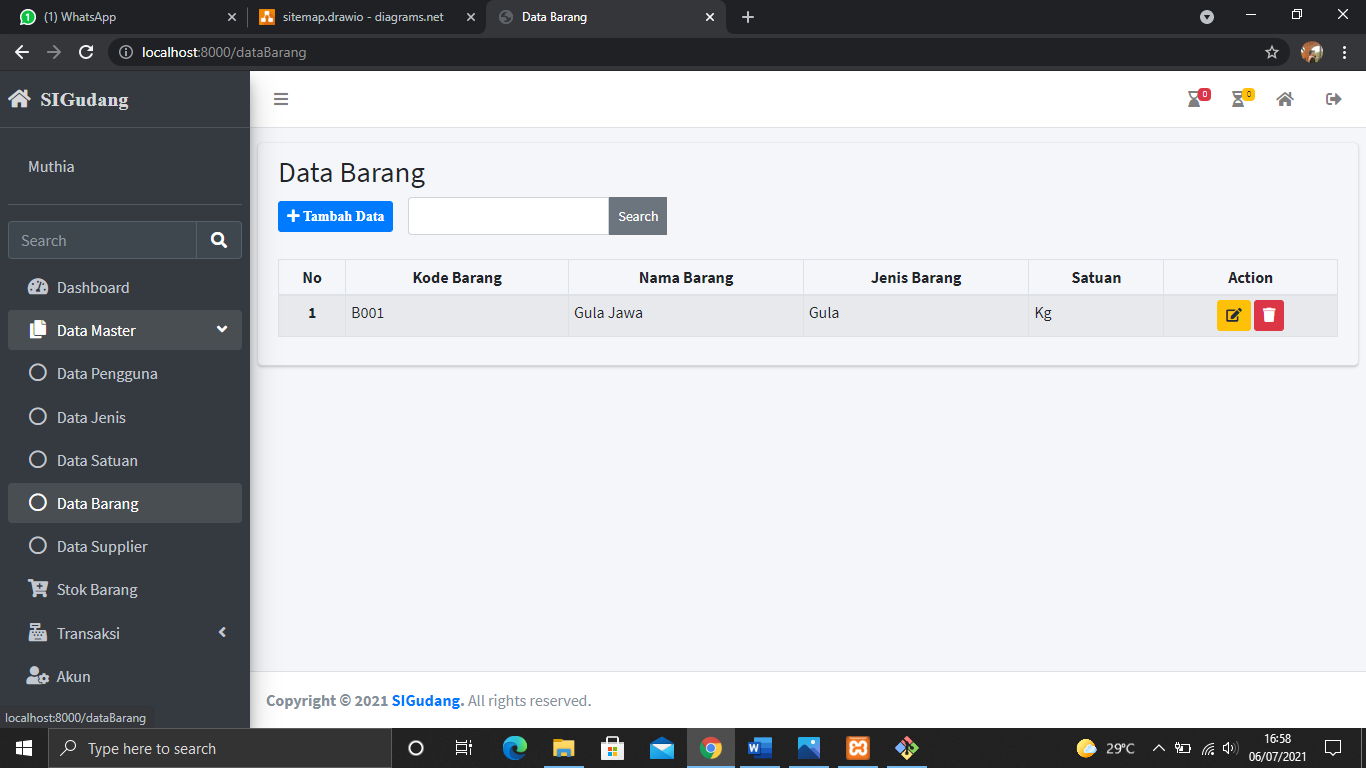 (1) WhatsApp
sitemap.drawio - diagrams.net
Data Barang
localhost:8000/dataBarang
SIGudang
0
0
Muthia
Search
Dashboard
Data Master
Data Pengguna
Data Jenis
Data Satuan
Data Barang
Data Supplier
Stok Barang
Transaksi
Akun
localhost:8000/dataBarang
Data Barang
Tambah Data Search
No Kode Barang Nama Barang Jenis Barang Satuan Action
1 B001 Gula Jawa Gula Kg
Copyright © 2021 SIGudang. All rights reserved.
Type here to search
29°C
16:58
06/07/2021